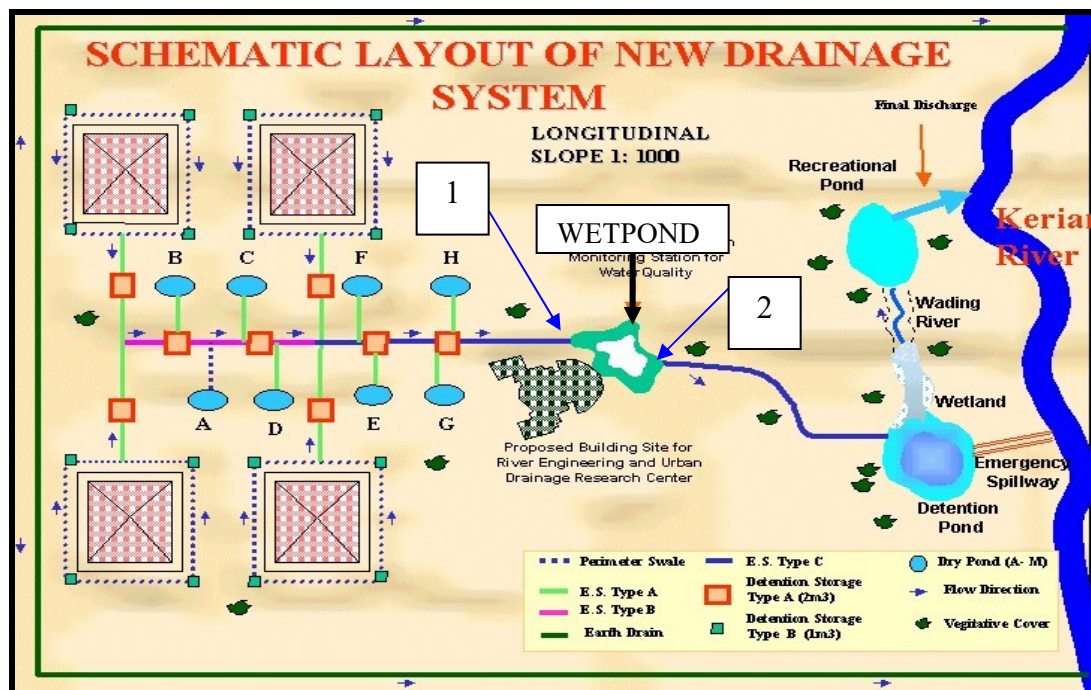 SCHEMATIC LAYOUT OF NEW DRAINAGE
SYSTEM
LONGITUDINAL
SLOPE 1: 1000
Final Discharge
Recreational
Pond
1
WETPOND
Monitoring Station for
Water Quality
2
Kerian
River
B
C
F
H
Wading
River
A
D
E
G
Wetland
Proposed Building Site for
River Engineering and Urban
Drainage Research Center
Emergency
Spillway
Detention
Pond
Perimeter Swale
E.S. Type A
E.S. Type B
Earth Drain
E.S. Type C
Detention Storage
Type A (2m3)
Detention Storage
Type B (1m3)
Dry Pond (A- M)
Flow Direction
Vegitative Cover